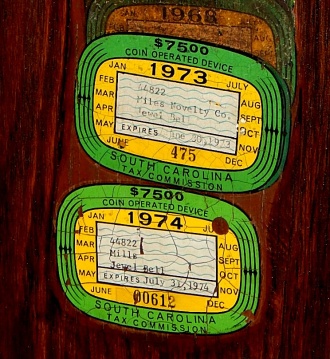 1968
$75.00
COIN OPERATED DEVICE
JAN 1973 JULY
FEB AUG
MAR SEPT
APR OCT
MAY NOV
JUNE DEC
44822
Miles Novelty Co.
Jewel Bell
EXPIRES June 30, 1973
475
SOUTH CAROLINA
TAX COMMISSION
$75.00
COIN OPERATED DEVICE
JAN 1974
FEB AUG
MAR SEPT
APR OCT
MAY NOV
JUNE DEC
44822
Mills
Jewel Bell
EXPIRES July 31, 1974
00612
SOUTH CAROLINA
TAX COMMISSION